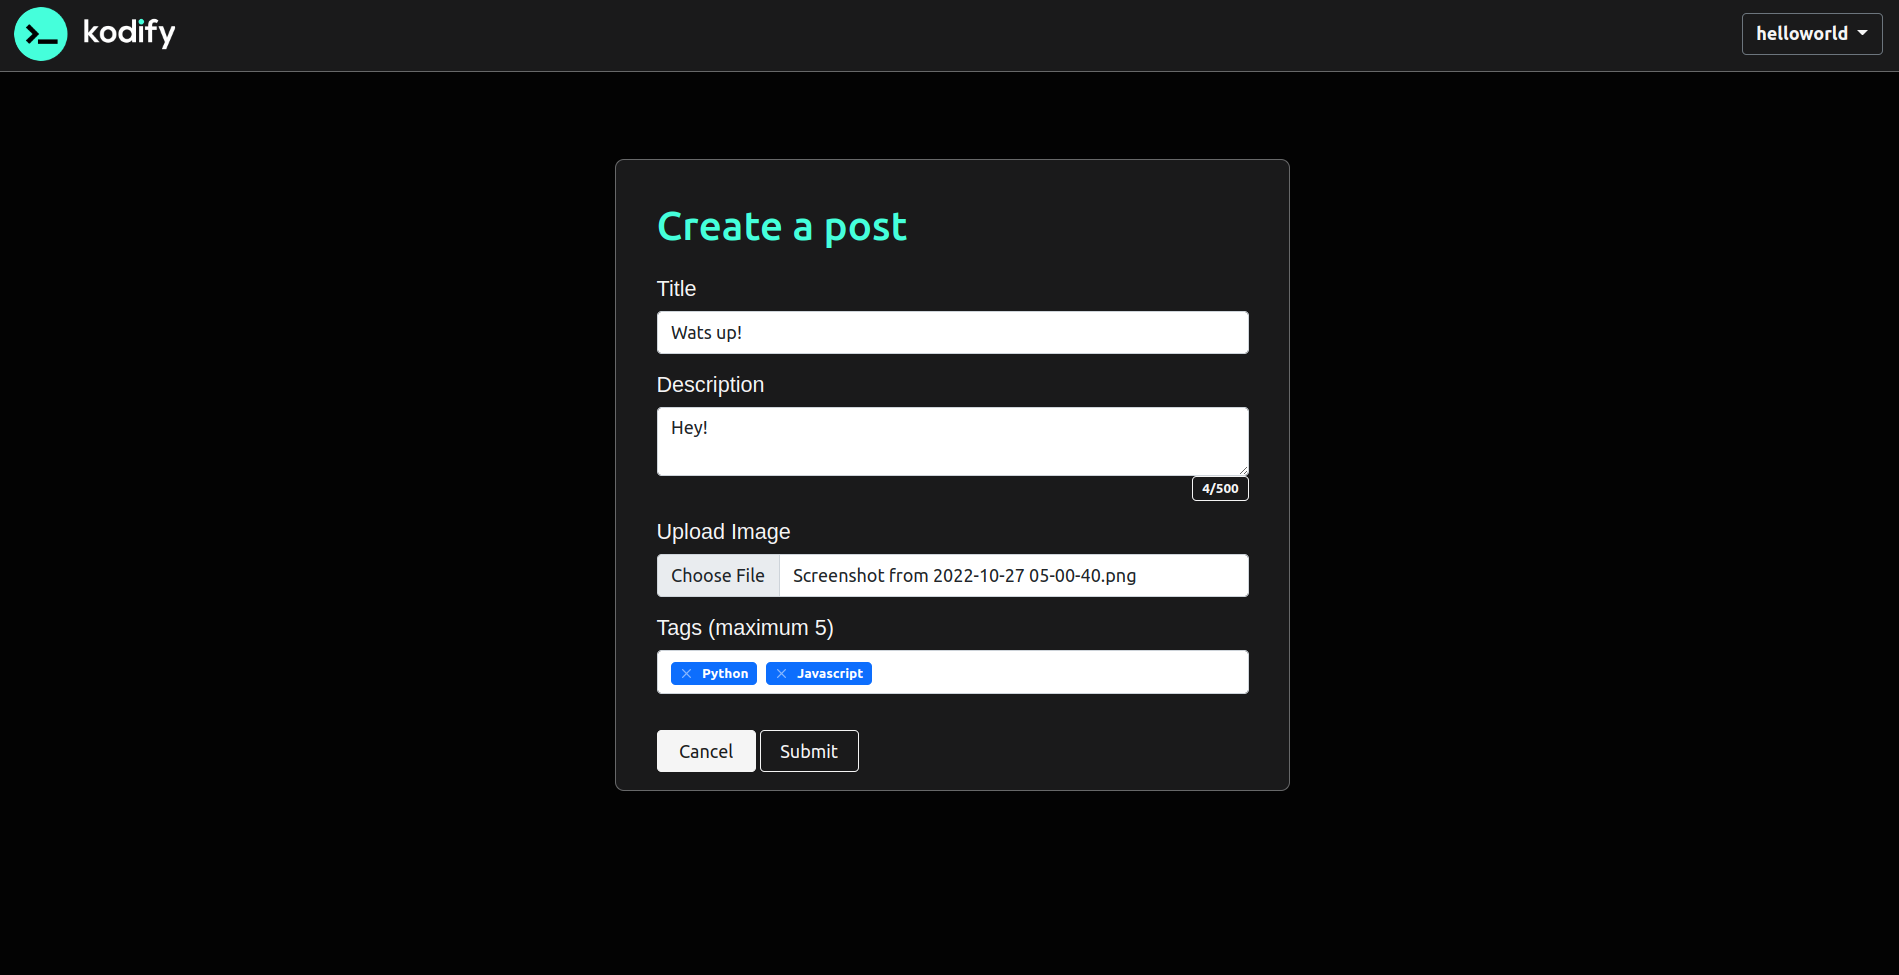 kodify
helloworld
Create a post
Title
Wats up!
Description
Hey!
4/500
Upload Image
Choose File Screenshot from 2022-10-27 05-00-40.png
Tags (maximum 5)
Python Javascript
Cancel Submit